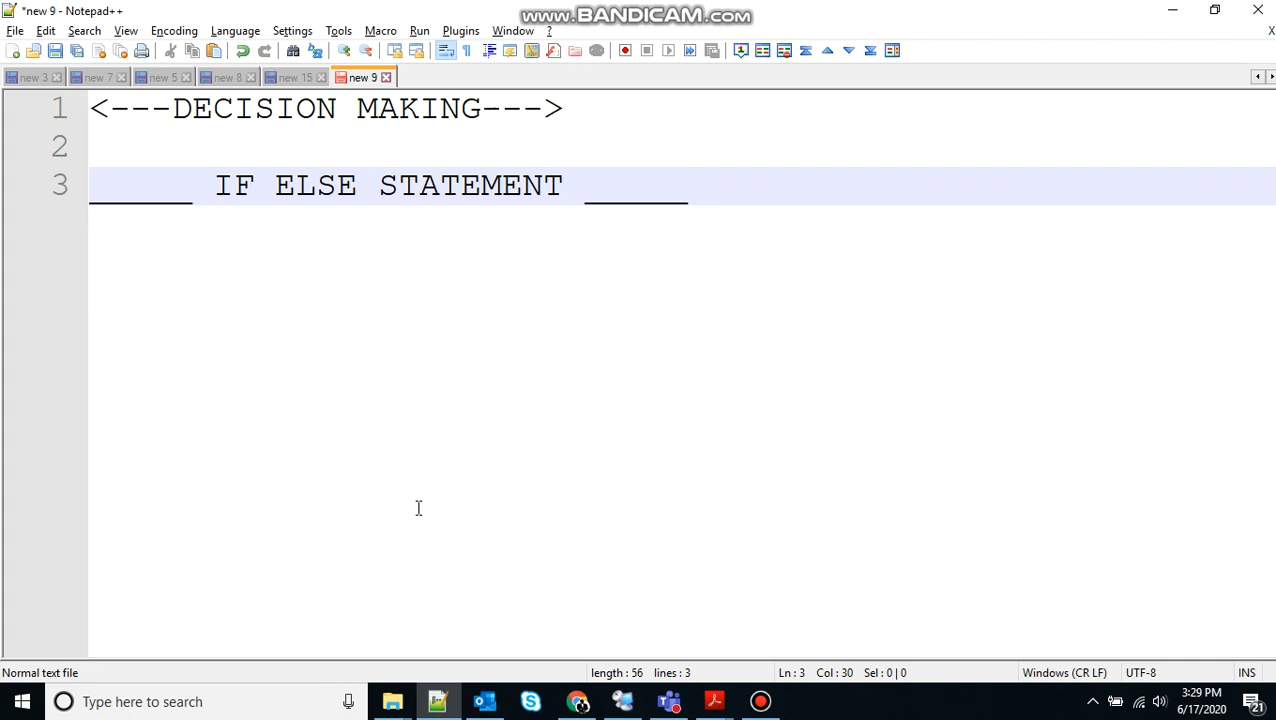 *new 9 - Notepad++
www.BANDICAM.com
File Edit Search View Encoding Language Settings Tools Macro Run Plugins Window ?
X
new 3 new 7 new 5 new 8 new 15 new 9
1 <---DECISION MAKING--->
2
3 _____ IF ELSE STATEMENT _____
Normal text file length : 56 lines : 3 Ln : 3 Col : 30 Sel : 0 | 0 Windows (CR LF) UTF-8 INS
Type here to search
3:29 PM
6/17/2020
21